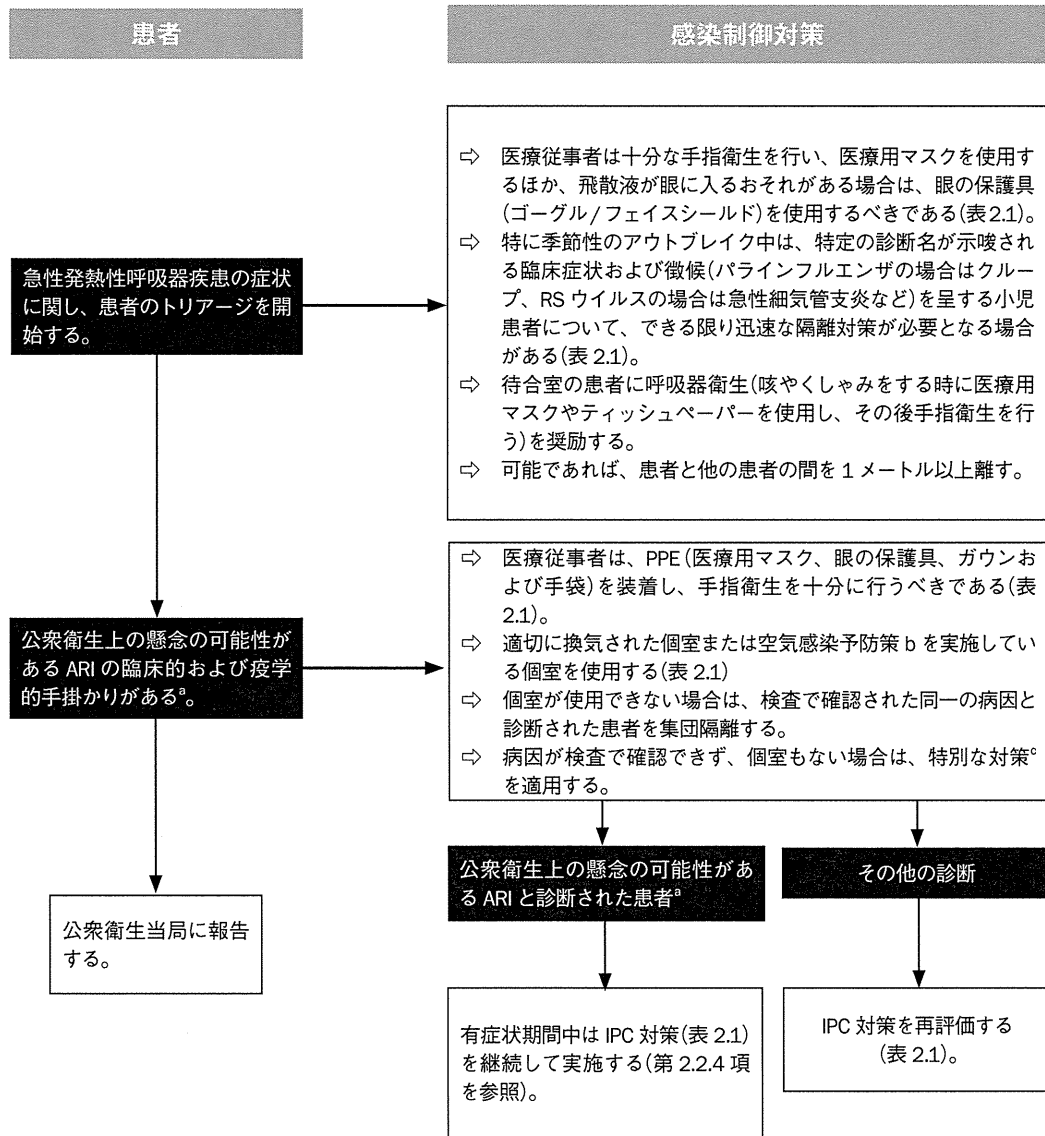 患者
感染制御対策
急性発熱性呼吸器疾患の症状
に関し、患者のトリアージを開
始する。
⇨ 医療従事者は十分な手指衛生を行い、医療用マスクを使用す
るほか、飛散液が眼に入るおそれがある場合は、眼の保護具
(ゴーグル/フェイスシールド)を使用するべきである(表2.1)。
⇨ 特に季節性のアウトブレイク中は、特定の診断名が示唆され
る臨床症状および徴候(パラインフルエンザの場合はクルー
プ、RS ウイルスの場合は急性細気管支炎など)を呈する小児
患者について、できる限り迅速な隔離対策が必要となる場合
がある(表 2.1)。
⇨ 待合室の患者に呼吸器衛生(咳やくしゃみをする時に医療用
マスクやティッシュペーパーを使用し、その後手指衛生を行
う)を奨励する。
⇨ 可能であれば、患者と他の患者の間を 1 メートル以上離す。
公衆衛生上の懸念の可能性が
ある ARI の臨床的および疫学
的手掛かりがあるᵃ。
⇨ 医療従事者は、PPE(医療用マスク、眼の保護具、ガウンお
よび手袋)を装着し、手指衛生を十分に行うべきである(表
2.1)。
⇨ 適切に換気された個室または空気感染予防策 b を実施してい
る個室を使用する(表 2.1)
⇨ 個室が使用できない場合は、検査で確認された同一の病因と
診断された患者を集団隔離する。
⇨ 病因が検査で確認できず、個室もない場合は、特別な対策ᶜ
を適用する。
公衆衛生当局に報告
する。
公衆衛生上の懸念の可能性があ
る ARI と診断された患者ᵃ
その他の診断
有症状期間中は IPC 対策(表 2.1)
を継続して実施する(第 2.2.4 項
を参照)。
IPC 対策を再評価する
(表 2.1)。